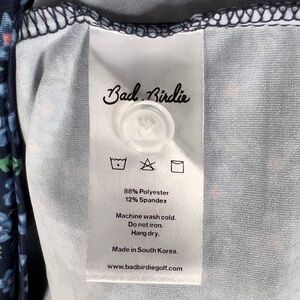 Bad Birdie
88% Polyester
12% Spandex
Machine wash cold.
Do not iron.
Hang dry.
Made in South Korea.
www.badbirdiegolf.com